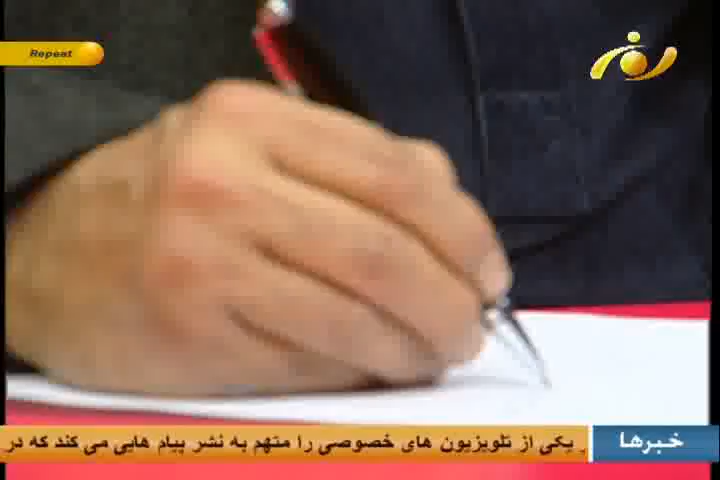 Repeat
یکی از تلویزیون های خصوصی را متهم به نشر پیام هایی می کند که در
خبرها